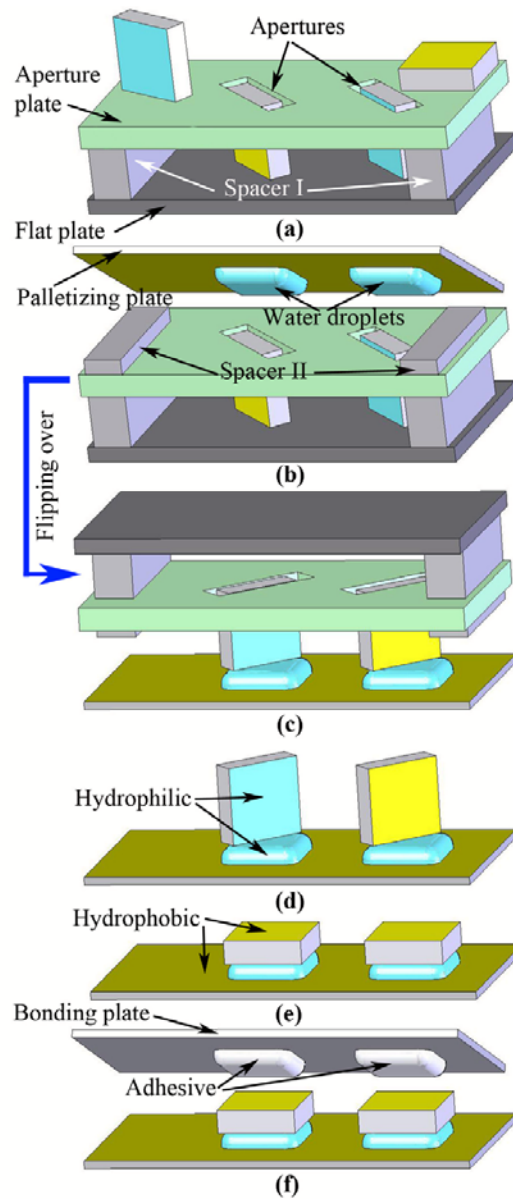 Apertures
Aperture
plate
Spacer I
(a)
Flat plate
Palletizing plate
Water droplets
Spacer II
(b)
Flipping over
(c)
Hydrophilic
(d)
Hydrophobic
(e)
Bonding plate
Adhesive
(f)